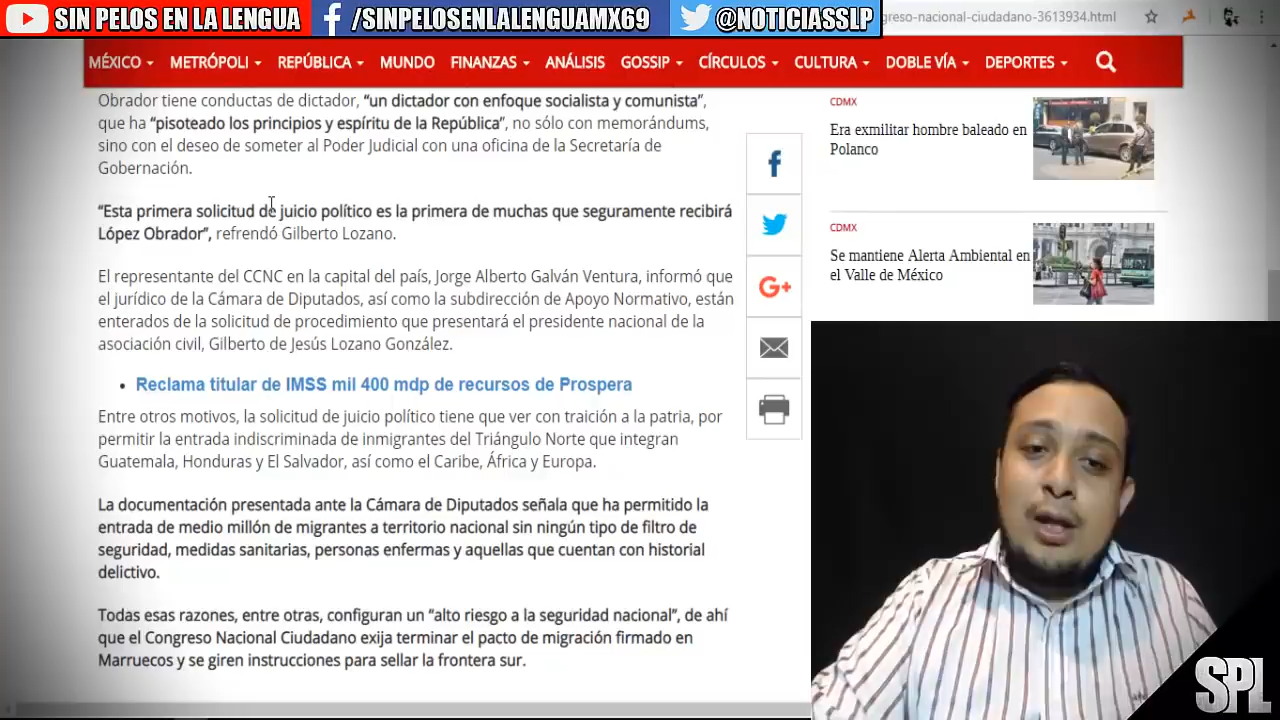 SIN PELOS EN LA LENGUA
/SINPELOSENLALENGUAMX69
@NOTICIASSLP
greso-nacional-ciudadano-3613934.html
MÉXICO
METRÓPOLI
REPÚBLICA
MUNDO
FINANZAS
ANÁLISIS
GOSSIP
CÍRCULOS
CULTURA
DOBLE VÍA
DEPORTES
Obrador tiene conductas de dictador, “un dictador con enfoque socialista y comunista”,
que ha “pisoteado los principios y espíritu de la República”, no sólo con memorándums,
sino con el deseo de someter al Poder Judicial con una oficina de la Secretaría de
Gobernación.
“Esta primera solicitud de juicio político es la primera de muchas que seguramente recibirá
López Obrador”, refrendó Gilberto Lozano.
El representante del CCNC en la capital del país, Jorge Alberto Galván Ventura, informó que
el jurídico de la Cámara de Diputados, así como la subdirección de Apoyo Normativo, están
enterados de la solicitud de procedimiento que presentará el presidente nacional de la
asociación civil, Gilberto de Jesús Lozano González.
• Reclama titular de IMSS mil 400 mdp de recursos de Prospera
Entre otros motivos, la solicitud de juicio político tiene que ver con traición a la patria, por
permitir la entrada indiscriminada de inmigrantes del Triángulo Norte que integran
Guatemala, Honduras y El Salvador, así como el Caribe, África y Europa.
La documentación presentada ante la Cámara de Diputados señala que ha permitido la
entrada de medio millón de migrantes a territorio nacional sin ningún tipo de filtro de
seguridad, medidas sanitarias, personas enfermas y aquellas que cuentan con historial
delictivo.
Todas esas razones, entre otras, configuran un “alto riesgo a la seguridad nacional”, de ahí
que el Congreso Nacional Ciudadano exija terminar el pacto de migración firmado en
Marruecos y se giren instrucciones para sellar la frontera sur.
G+
CDMX
Era exmilitar hombre baleado en
Polanco
CDMX
Se mantiene Alerta Ambiental en
el Valle de México
SPL